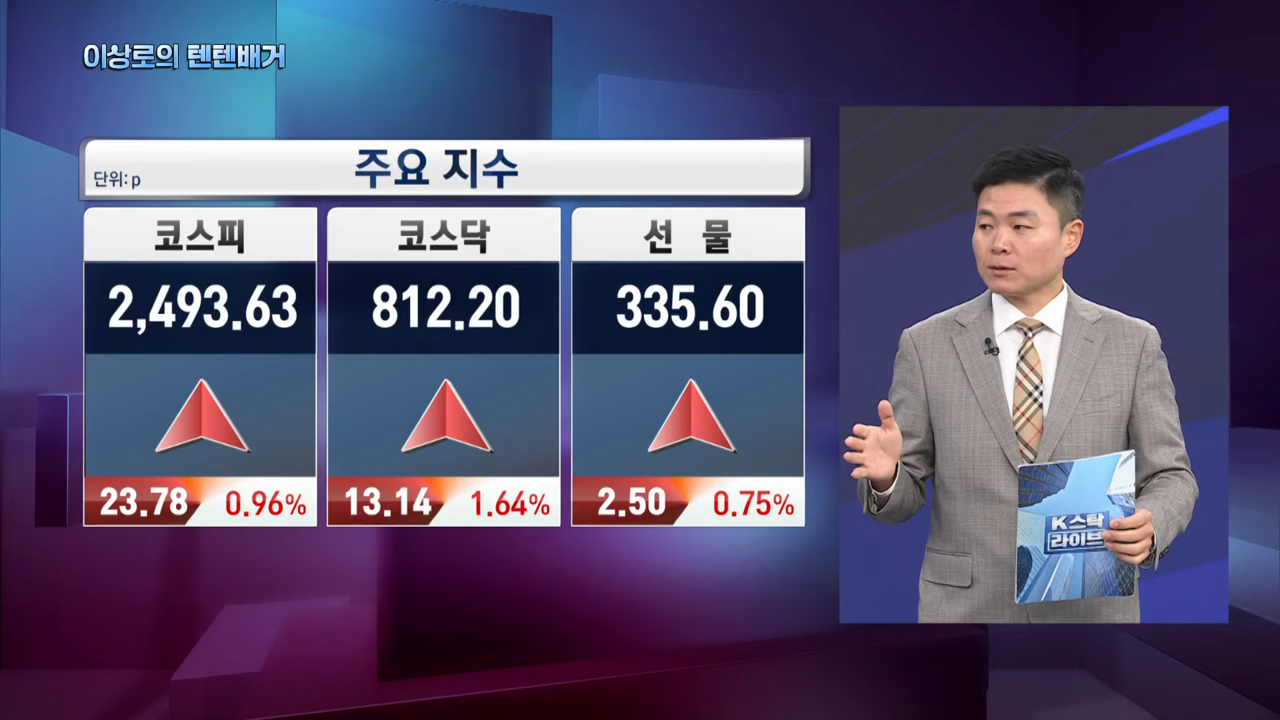 이상로의 텐텐배거
주요 지수
단위: p
코스피
코스닥
선 물
2,493.63
812.20
335.60
23.78 0.96%
13.14 1.64%
2.50 0.75%
K스탁
라이브